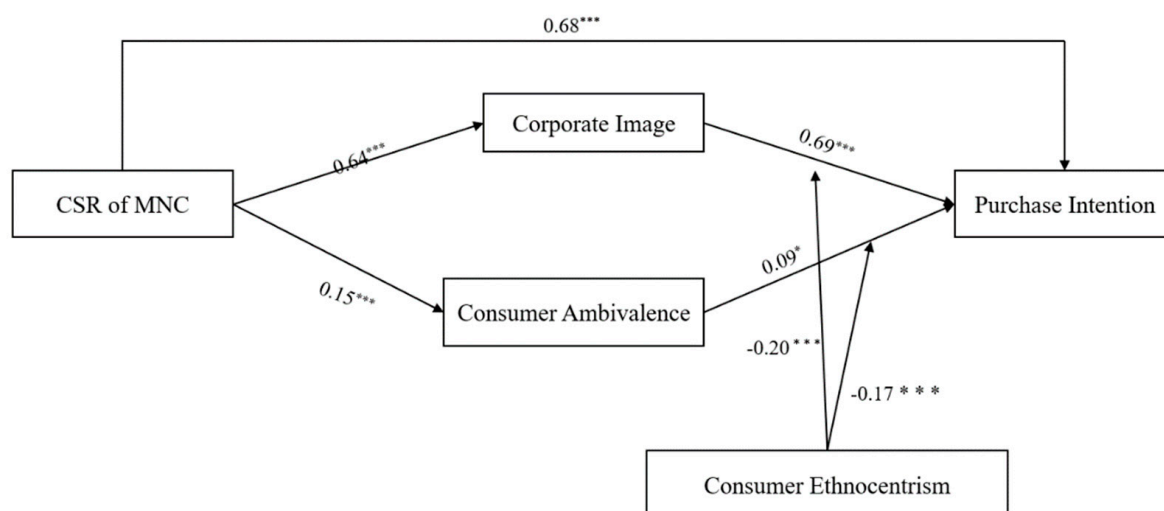 0.68***
Corporate Image
0.64***
0.69***
CSR of MNC
Purchase Intention
0.15***
0.09*
Consumer Ambivalence
-0.20***
-0.17 * * *
Consumer Ethnocentrism